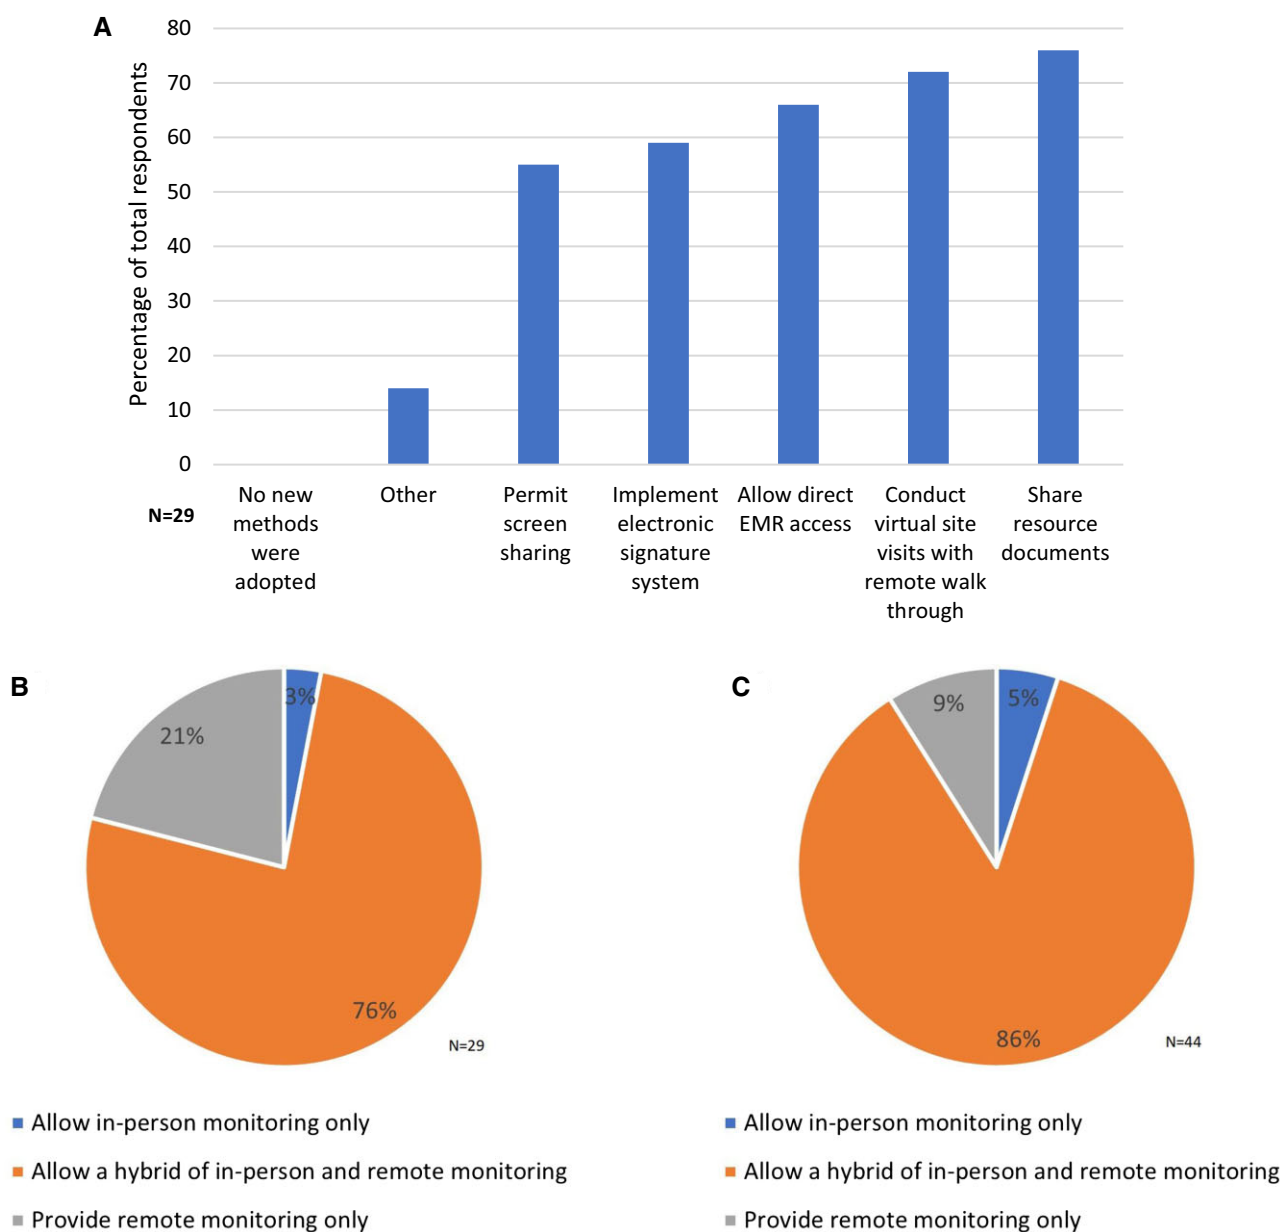 A
Percentage of total respondents
80
70
60
50
40
30
20
10
0
N=29
No new
methods
were
adopted
Other
Permit
screen
sharing
Implement
electronic
signature
system
Allow direct
EMR access
Conduct
virtual site
visits with
remote walk
through
Share
resource
documents
B
3%
21%
76%
N=29
Allow in-person monitoring only
Allow a hybrid of in-person and remote monitoring
Provide remote monitoring only
C
5%
9%
86%
N=44
Allow in-person monitoring only
Allow a hybrid of in-person and remote monitoring
Provide remote monitoring only